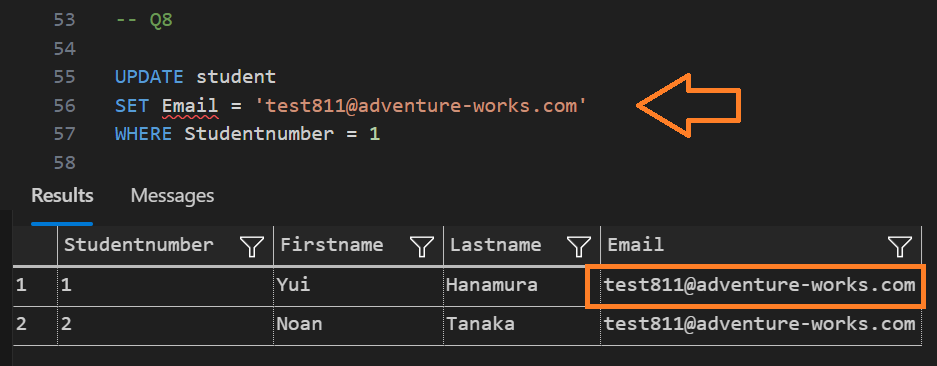 53 -- Q8
54
55 UPDATE student
56 SET Email = 'test811@adventure-works.com'
57 WHERE Studentnumber = 1
58
Results Messages
Studentnumber Firstname Lastname Email
1 1 Yui Hanamura test811@adventure-works.com
2 2 Noan Tanaka test811@adventure-works.com